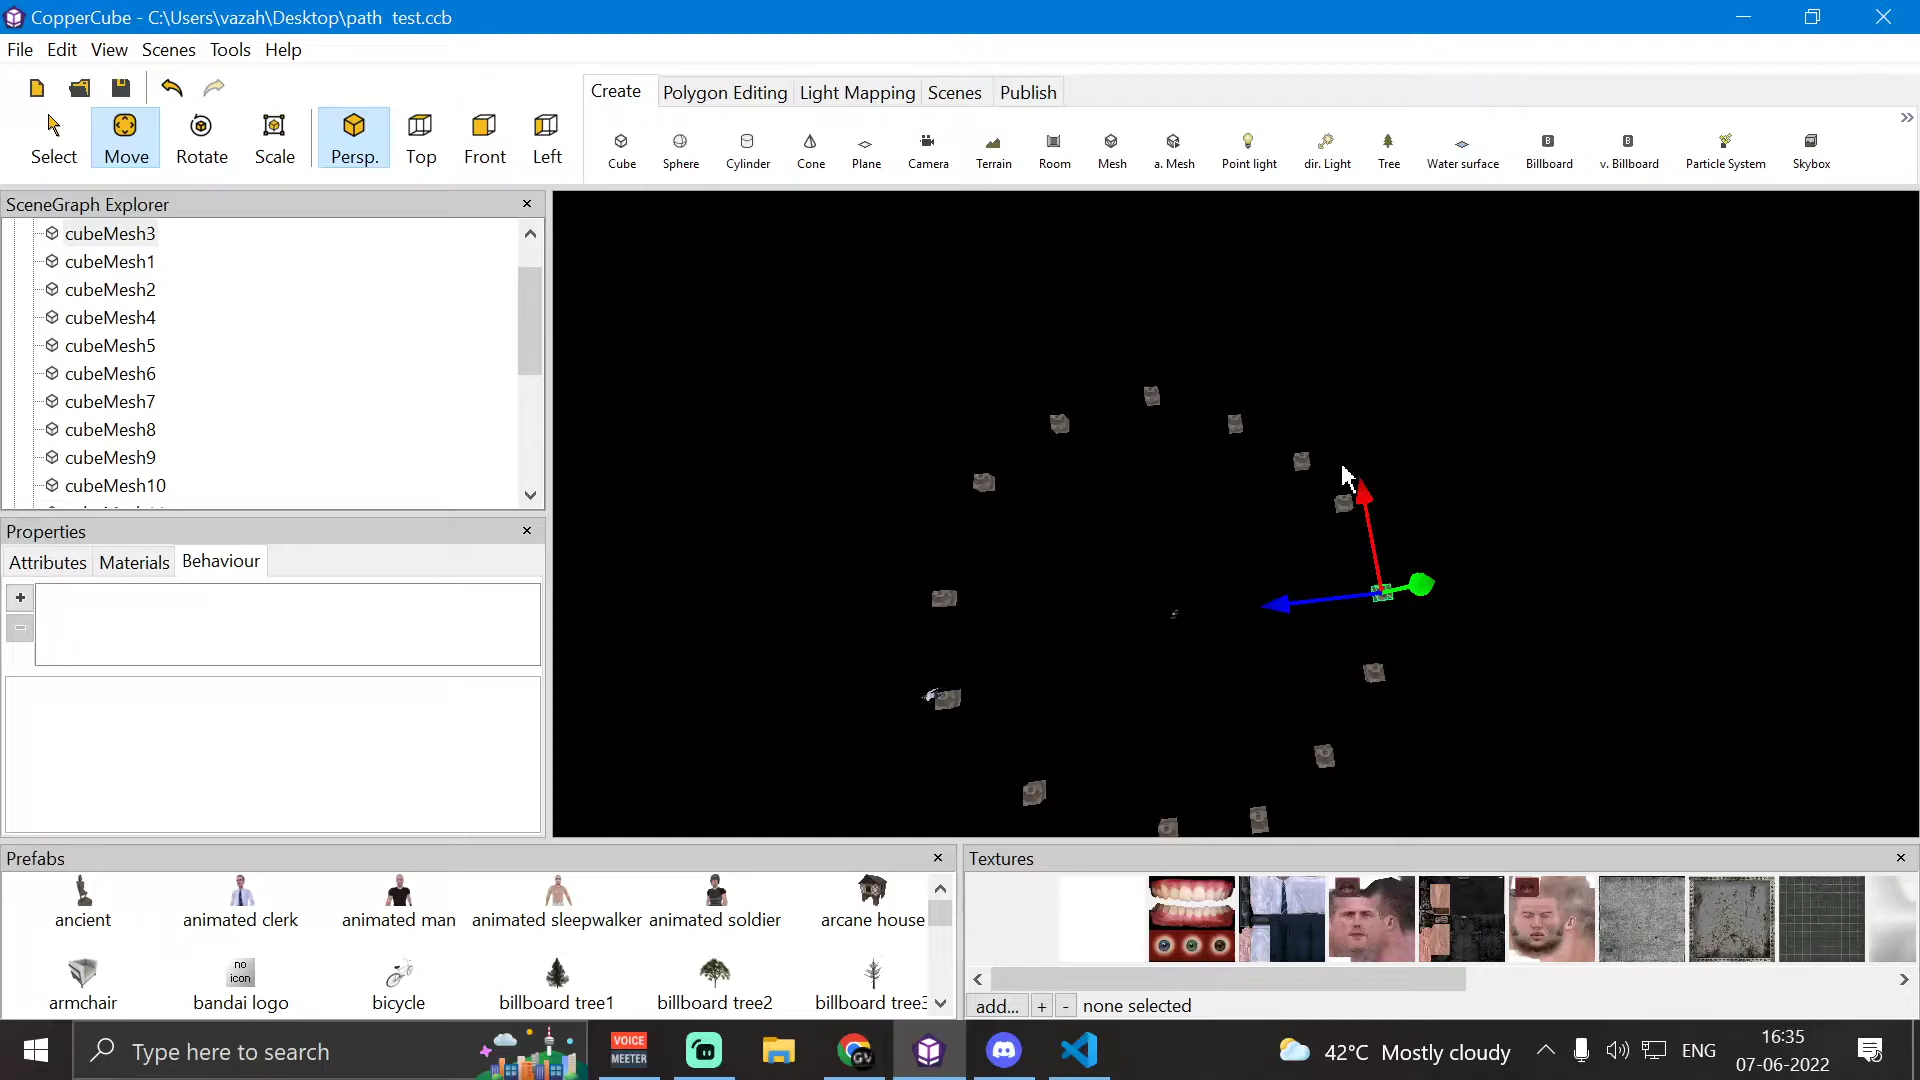 CopperCube - C:\Users\vazah\Desktop\path test.ccb
File Edit View Scenes Tools Help
Create Polygon Editing Light Mapping Scenes Publish
Select Move Rotate Scale Persp. Top Front Left
Cube Sphere Cylinder Cone Plane Camera Terrain Room Mesh a. Mesh Point light dir. Light Tree Water surface Billboard v. Billboard Particle System Skybox
SceneGraph Explorer
cubeMesh3
cubeMesh1
cubeMesh2
cubeMesh4
cubeMesh5
cubeMesh6
cubeMesh7
cubeMesh8
cubeMesh9
cubeMesh10
Properties
Attributes Materials Behaviour
Prefabs
ancient animated clerk animated man animated sleepwalker animated soldier arcane house
no
icon
armchair bandai logo bicycle billboard tree1 billboard tree2 billboard tree3
Textures
add... + - none selected
Type here to search
VOICE
MEETER
GV
42°C Mostly cloudy
ENG
16:35
07-06-2022